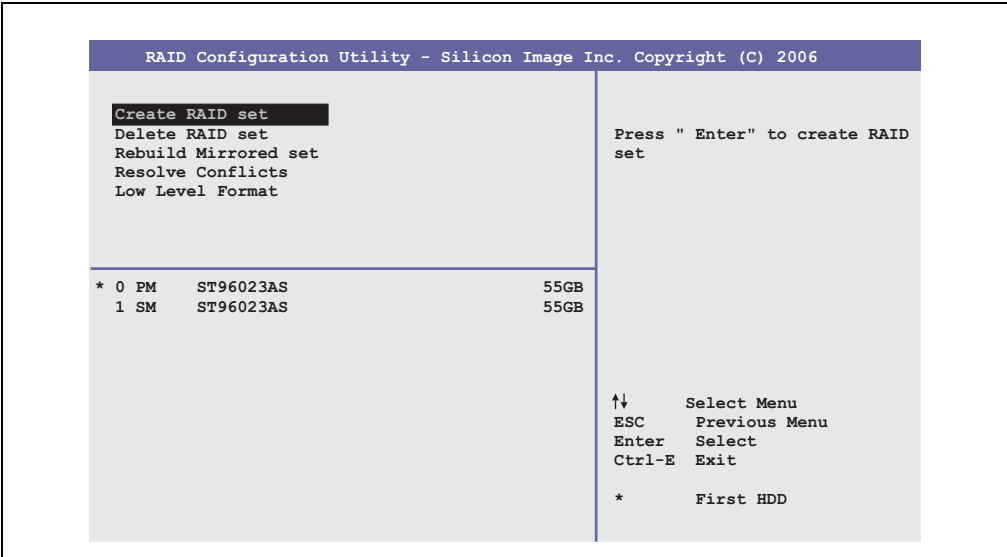 RAID Configuration Utility - Silicon Image Inc. Copyright (C) 2006
Create RAID set
Delete RAID set
Rebuild Mirrored set
Resolve Conflicts
Low Level Format
Press " Enter" to create RAID
set
* 0 PM ST96023AS 55GB
1 SM ST96023AS 55GB
↑↓ Select Menu
ESC Previous Menu
Enter Select
Ctrl-E Exit
* First HDD